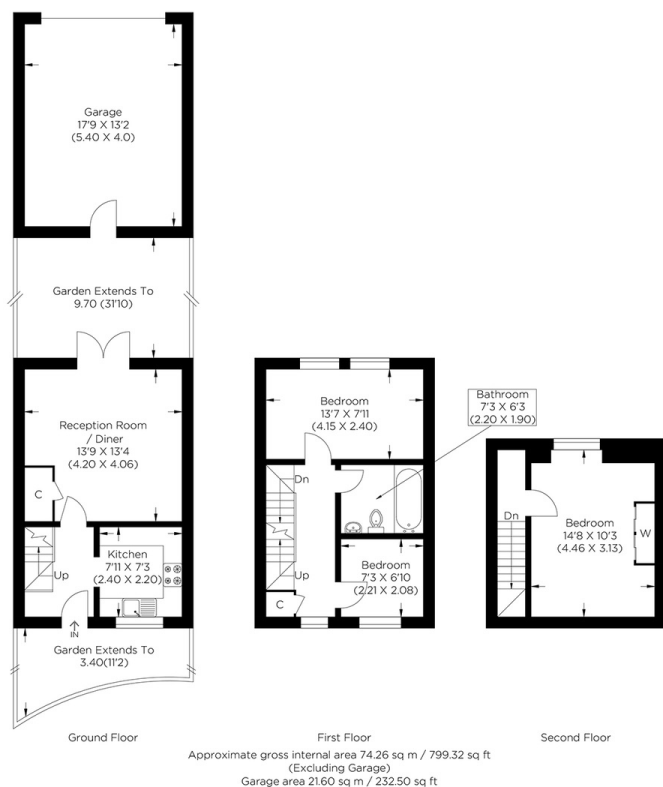 Garage
17'9 X 13'2
(5.40 X 4.0)
Garden Extends To
9.70 (31'10)
Reception Room
/ Diner
13'9 X 13'4
(4.20 X 4.06)
C
Up
Kitchen
7'11 X 7'3
(2.40 X 2.20)
IN
Garden Extends To
3.40(11'2)
Ground Floor
Bedroom
13'7 X 7'11
(4.15 X 2.40)
Bathroom
7'3 X 6'3
(2.20 X 1.90)
Dn
Up
C
Bedroom
7'3 X 6'10
(2.21 X 2.08)
First Floor
Dn
Bedroom
14'8 X 10'3
(4.46 X 3.13)
W
Second Floor
Approximate gross internal area 74.26 sq m / 799.32 sq ft
(Excluding Garage)
Garage area 21.60 sq m / 232.50 sq ft